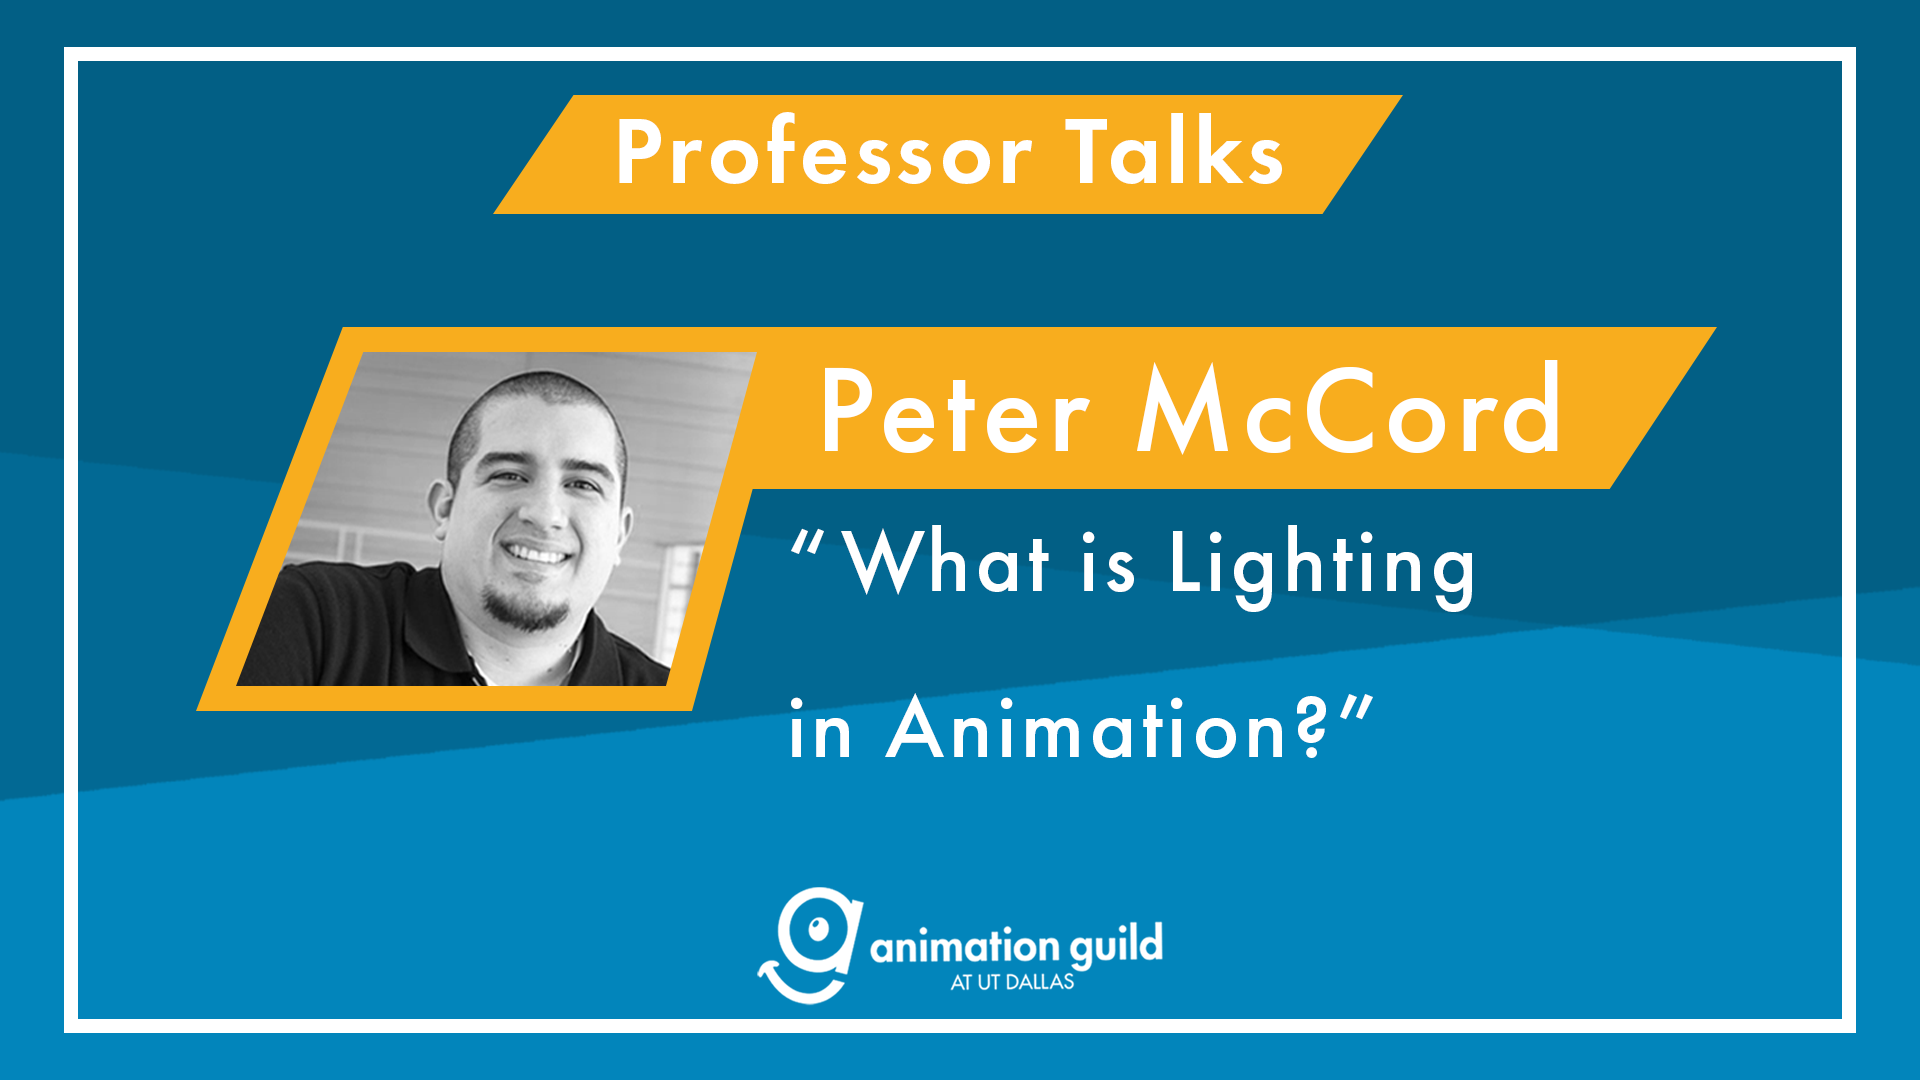 Professor Talks
Peter McCord
“What is Lighting
in Animation?”
animation guild
AT UT DALLAS